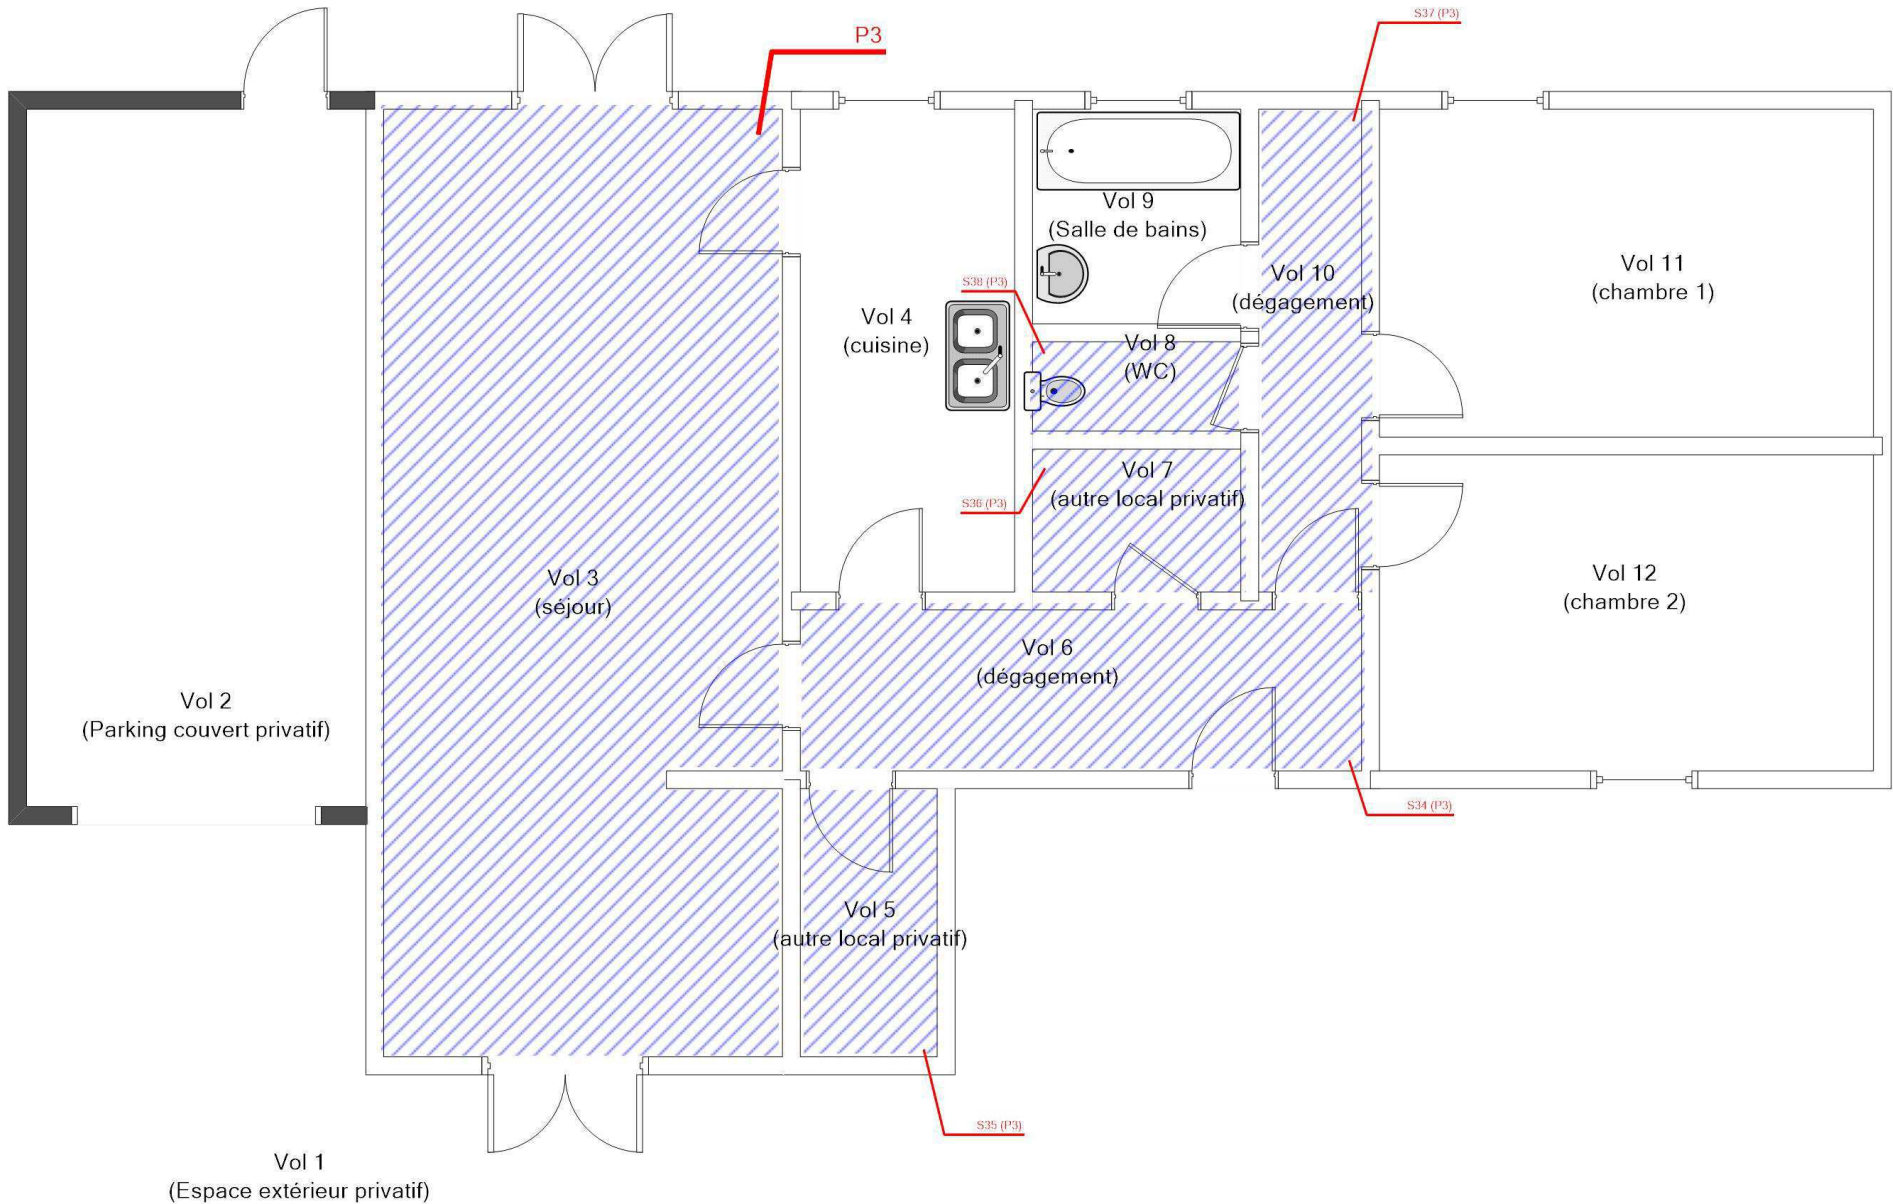 S37 (P3)
P3
Vol 9
(Salle de bains)
Vol 10
(dégagement)
Vol 11
(chambre 1)
S38 (P3)
Vol 4
(cuisine)
Vol 8
(WC)
Vol 7
(autre local privatif)
S36 (P3)
Vol 3
(séjour)
Vol 12
(chambre 2)
Vol 6
(dégagement)
Vol 2
(Parking couvert privatif)
S34 (P3)
Vol 5
(autre local privatif)
S35 (P3)
Vol 1
(Espace extérieur privatif)